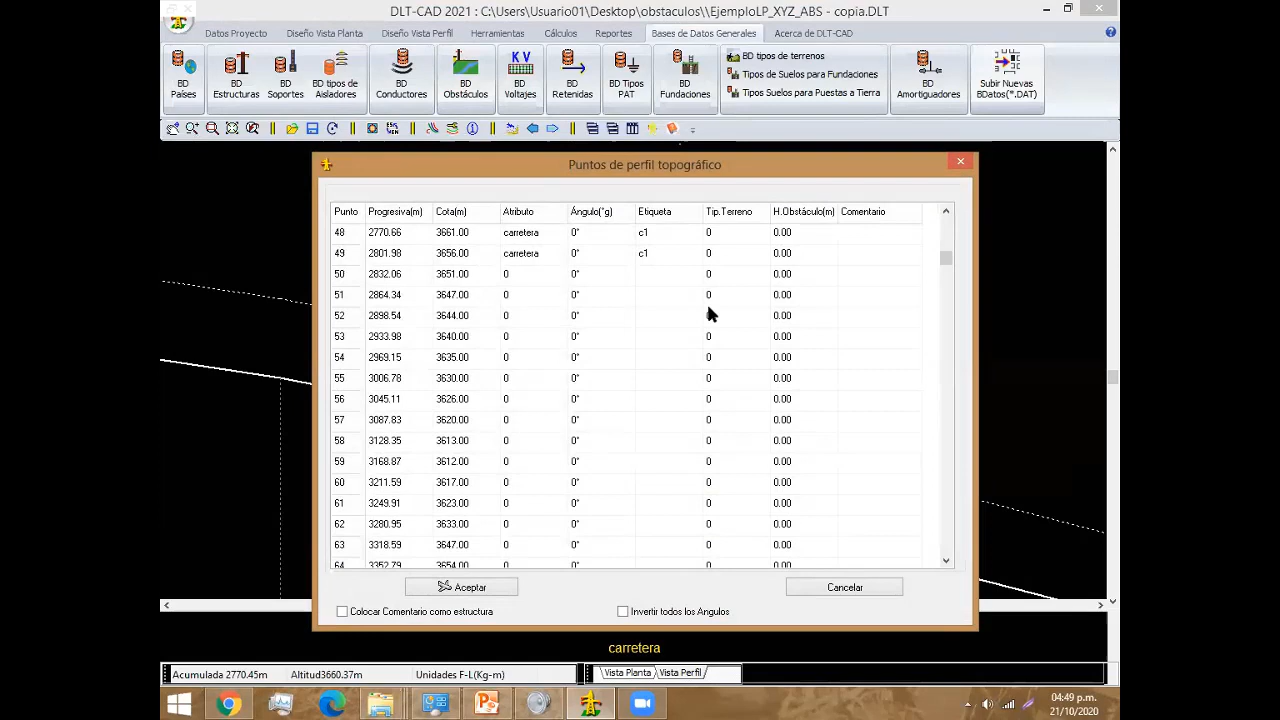 DLT-CAD 2021 : C:\Users\Usuario01\Desktop\obstaculos\\EjemploLP_XYZ_ABS - copia.DLT
Datos Proyecto Diseño Vista Planta Diseño Vista Perfil Herramientas Cálculos Reportes Bases de Datos Generales Acerca de DLT-CAD
BD Países
BD Estructuras
BD Soportes
BD tipos de Aisladores
BD Conductores
BD Obstáculos
KV
BD Voltajes
BD Retenidas
BD Tipos PAT
BD Fundaciones
BD tipos de terrenos
Tipos de Suelos para Fundaciones
Tipos Suelos para Puestas a Tierra
BD Amortiguadores
Subir Nuevas BDatos(*.DAT)
Puntos de perfil topográfico
Punto Progresiva(m) Cota(m) Atributo Ángulo(°g) Etiqueta Tip.Terreno H.Obstáculo(m) Comentario
48 2770.66 3661.00 carretera 0° c1 0 0.00
49 2801.98 3656.00 carretera 0° c1 0 0.00
50 2832.06 3651.00 0 0° 0 0.00
51 2864.34 3647.00 0 0° 0 0.00
52 2898.54 3644.00 0 0° 0.00
53 2933.98 3640.00 0 0° 0 0.00
54 2969.15 3635.00 0 0° 0 0.00
55 3006.78 3630.00 0 0° 0 0.00
56 3045.11 3626.00 0 0° 0 0.00
57 3087.83 3620.00 0 0° 0 0.00
58 3128.35 3613.00 0 0° 0 0.00
59 3168.87 3612.00 0 0° 0 0.00
60 3211.59 3617.00 0 0° 0 0.00
61 3249.91 3623.00 0 0° 0 0.00
62 3280.95 3633.00 0 0° 0 0.00
63 3318.59 3647.00 0 0° 0 0.00
64 3352.79 3654.00 0 0° 0 0.00
Aceptar Cancelar
Colocar Comentario como estructura Invertir todos los Angulos
carretera
Acumulada 2770.45m Altitud3660.37m Unidades F-L(Kg-m) Vista Planta Vista Perfil
04:49 p.m.
21/10/2020